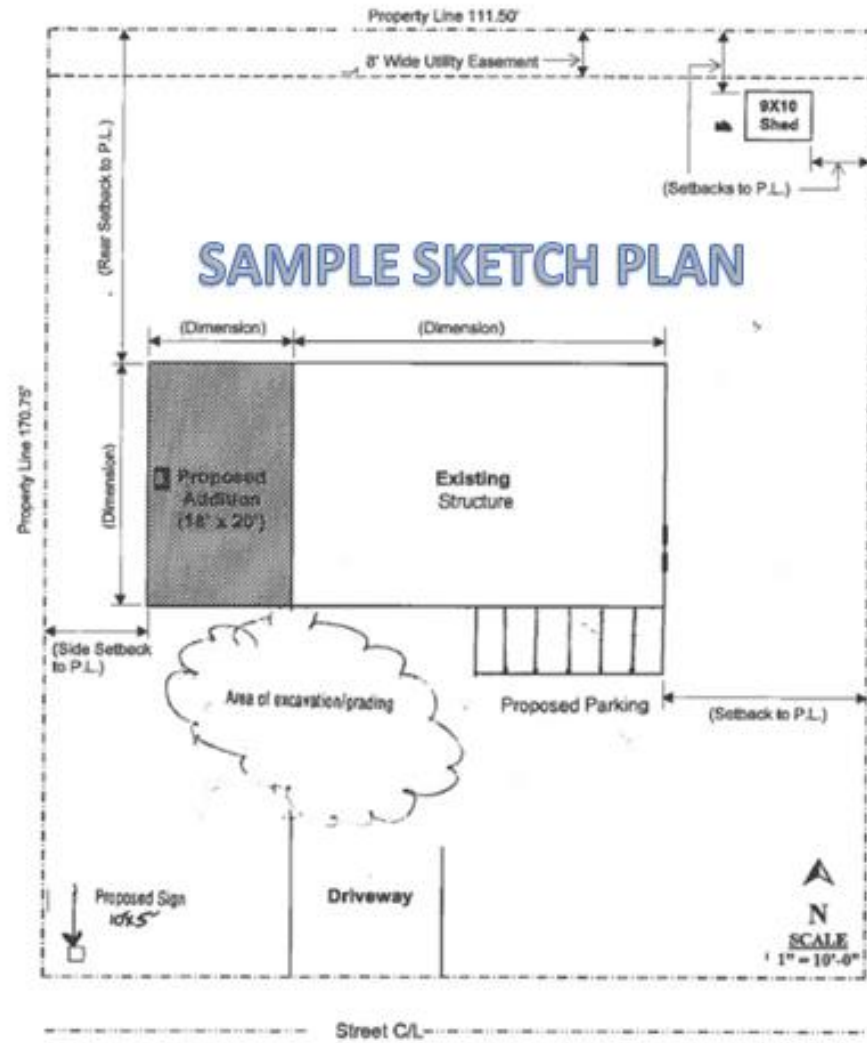 Property Line 111.50'
8' Wide Utility Easement
9X10
Shed
(Setbacks to P.L.)
(Rear Setback to P.L.)
SAMPLE SKETCH PLAN
(Dimension)
(Dimension)
Property Line 170.75'
(Dimension)
Proposed
Addition
(18' x 20')
Existing
Structure
(Side Setback
to P.L.)
Area of excavation/grading
Proposed Parking
(Setback to P.L.)
Proposed Sign
10x5
Driveway
N
SCALE
1" = 10'-0"
Street C/L